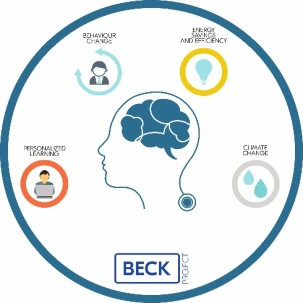 BEHAVIOUR
CHANGE
ENERGY
SAVINGS
AND EFFICIENCY
PERSONALIZED
LEARNING
CLIMATE
CHANGE
BECK
PROJECT